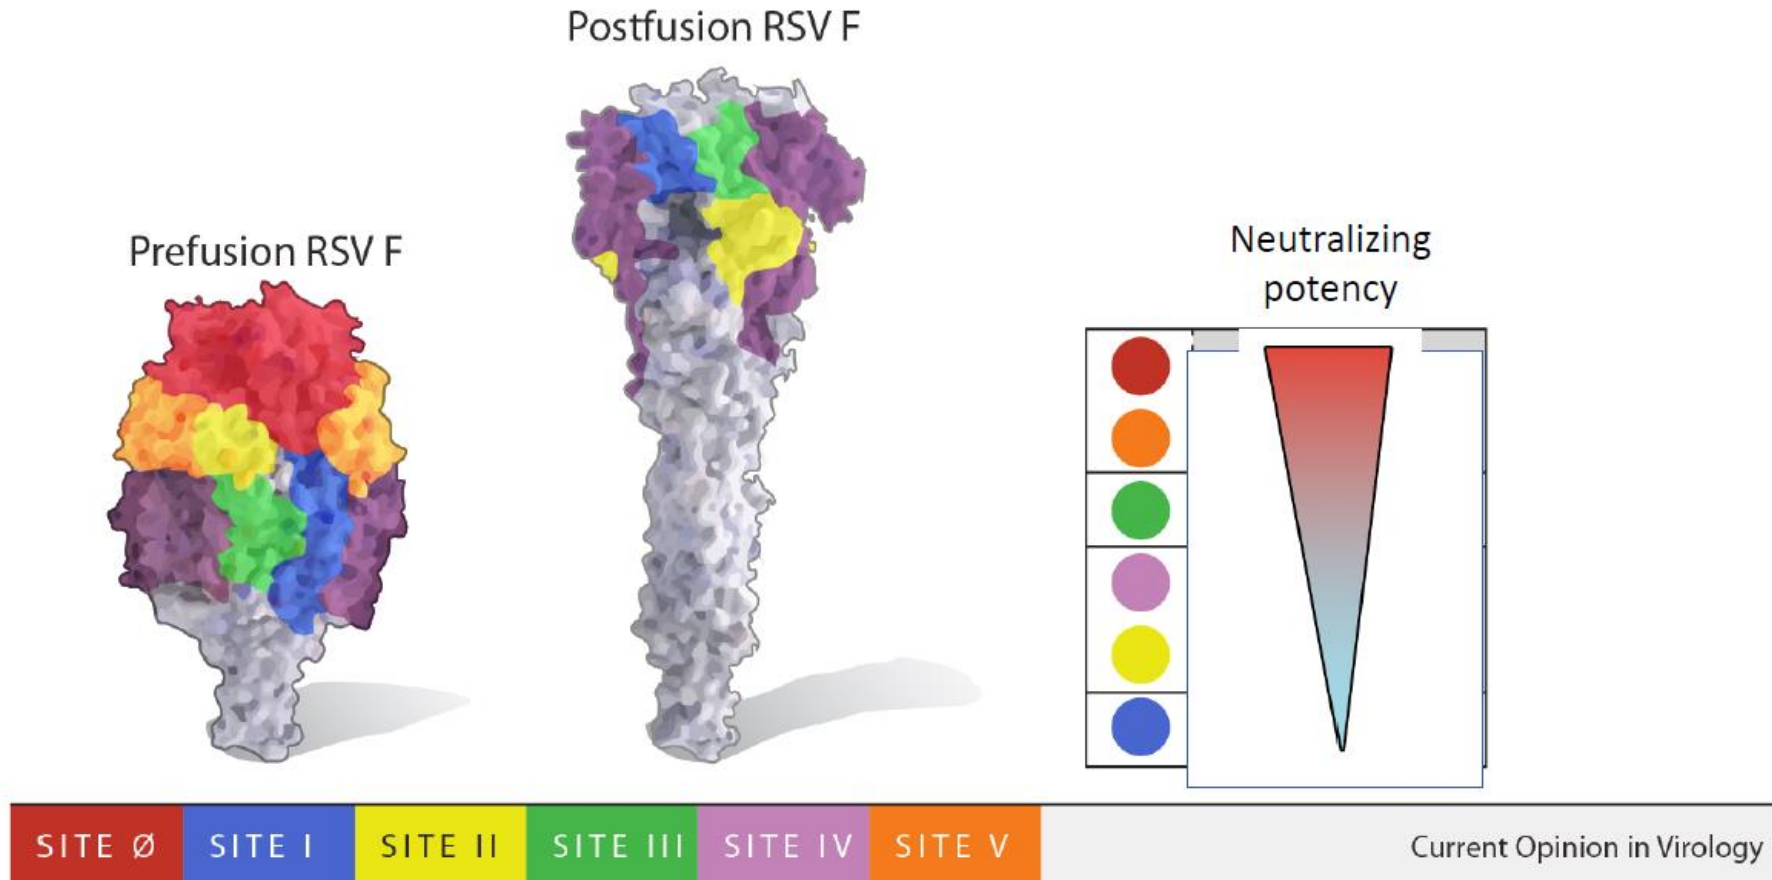 Postfusion RSV F
Prefusion RSV F
Neutralizing
potency
SITE Ø
SITE I
SITE II
SITE III
SITE IV
SITE V
Current Opinion in Virology